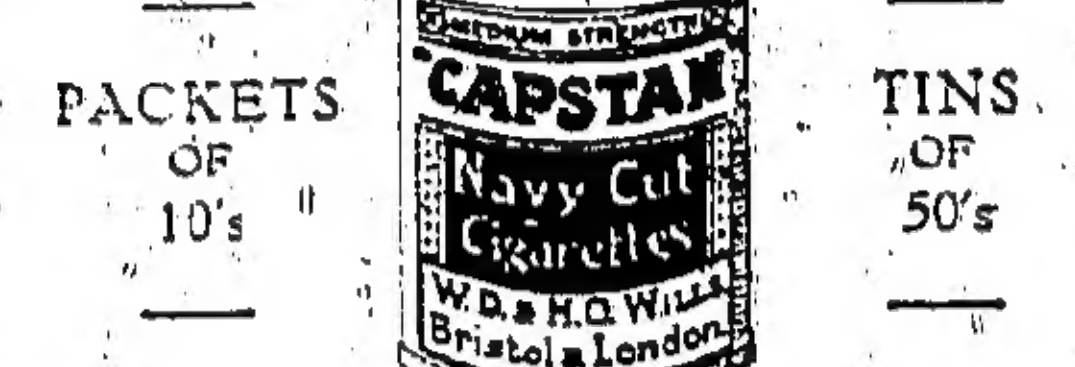 PACKETS
OF
10's
MEDIUM STRENGTH
"CAPSTAN
Navy Cut
Cigarettes
W.D. & H.O. WILLS
Bristol & London
TINS
OF
50's